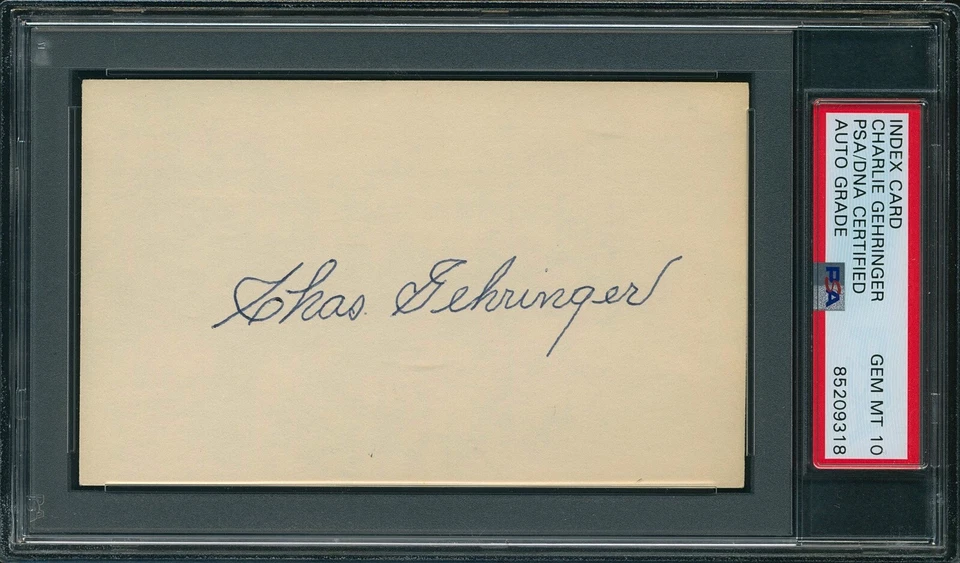 Chas. Gehringer
INDEX CARD
CHARLIE GEHRINGER
PSA/DNA CERTIFIED
AUTO GRADE
GEM MT 10
85209318
PSA